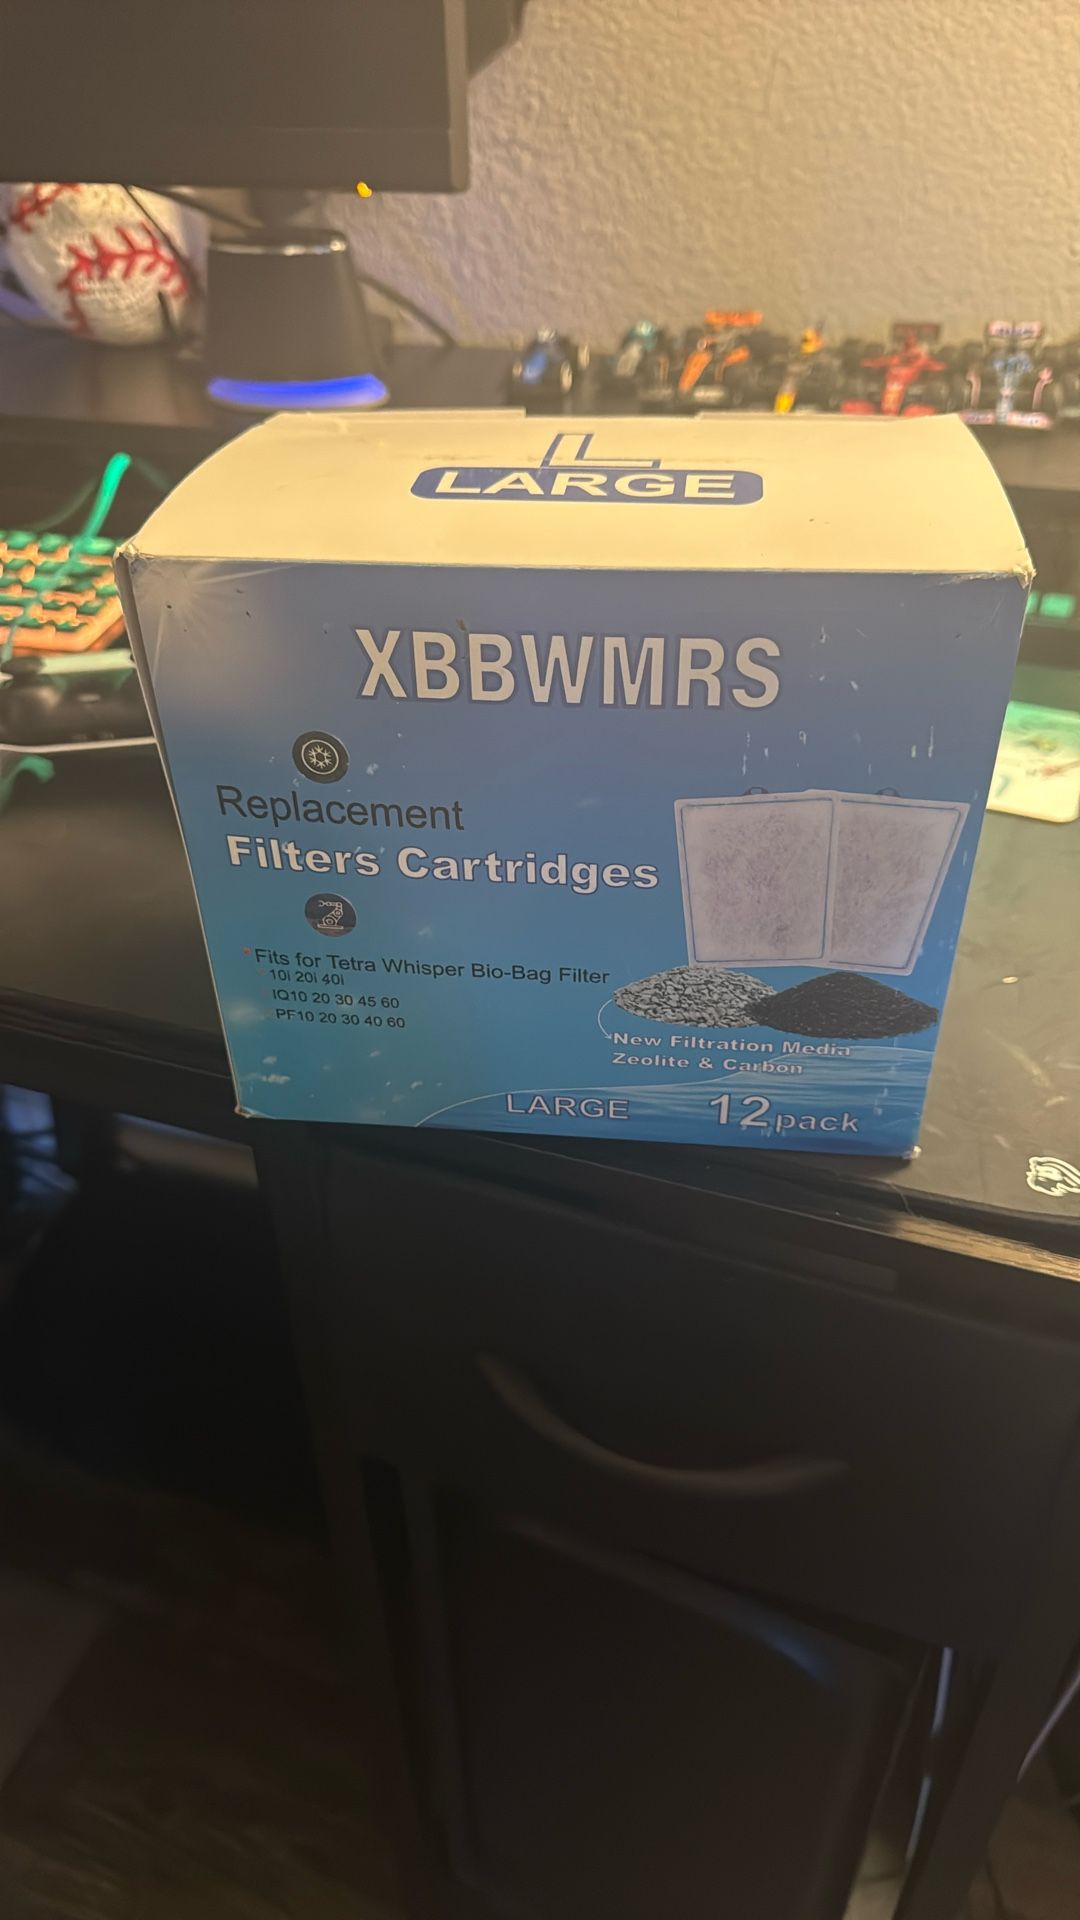 L
LARGE
XBBWMRS
Replacement
Filters Cartridges
Fits for Tetra Whisper Bio-Bag Filter
10i 20i 40i
IQ10 20 30 45 60
PF10 20 30 40 60
New Filtration Media
Zeolite & Carbon
LARGE 12pack